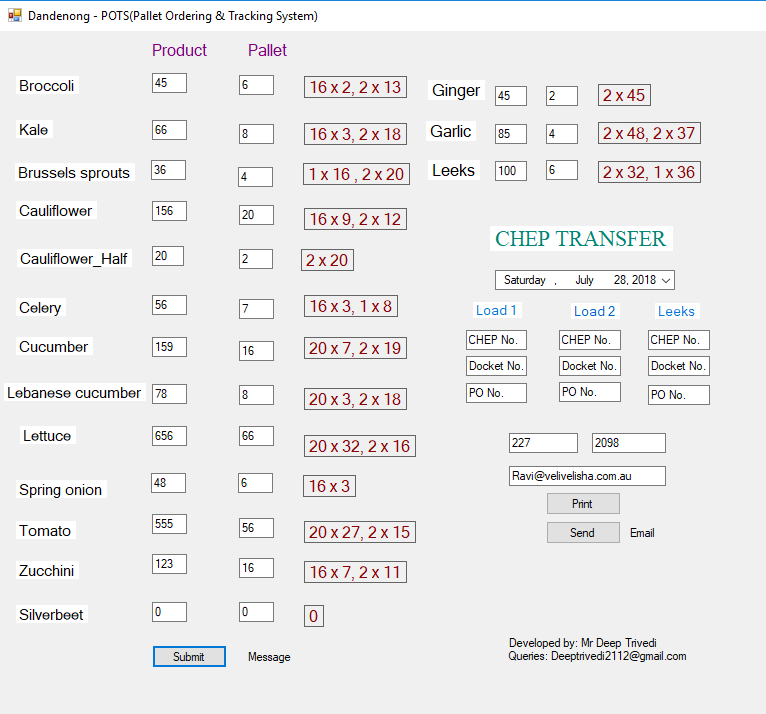 Dandenong - POTS(Pallet Ordering & Tracking System)
Product Pallet
Broccoli 45 6 16 x 2, 2 x 13
Kale 66 8 16 x 3, 2 x 18
Brussels sprouts 36 4 1 x 16 , 2 x 20
Cauliflower 156 20 16 x 9, 2 x 12
Cauliflower_Half 20 2 2 x 20
Celery 56 7 16 x 3, 1 x 8
Cucumber 159 16 20 x 7, 2 x 19
Lebanese cucumber 78 8 20 x 3, 2 x 18
Lettuce 656 66 20 x 32, 2 x 16
Spring onion 48 6 16 x 3
Tomato 555 56 20 x 27, 2 x 15
Zucchini 123 16 16 x 7, 2 x 11
Silverbeet 0 0 0
Submit Message
Ginger 45 2 2 x 45
Garlic 85 4 2 x 48, 2 x 37
Leeks 100 6 2 x 32, 1 x 36
CHEP TRANSFER
Saturday , July 28, 2018
Load 1 Load 2 Leeks
CHEP No. CHEP No. CHEP No.
Docket No. Docket No. Docket No.
PO No. PO No. PO No.
227 2098
Ravi@velivelisha.com.au
Print
Send Email
Developed by: Mr Deep Trivedi
Queries: Deeptrivedi2112@gmail.com